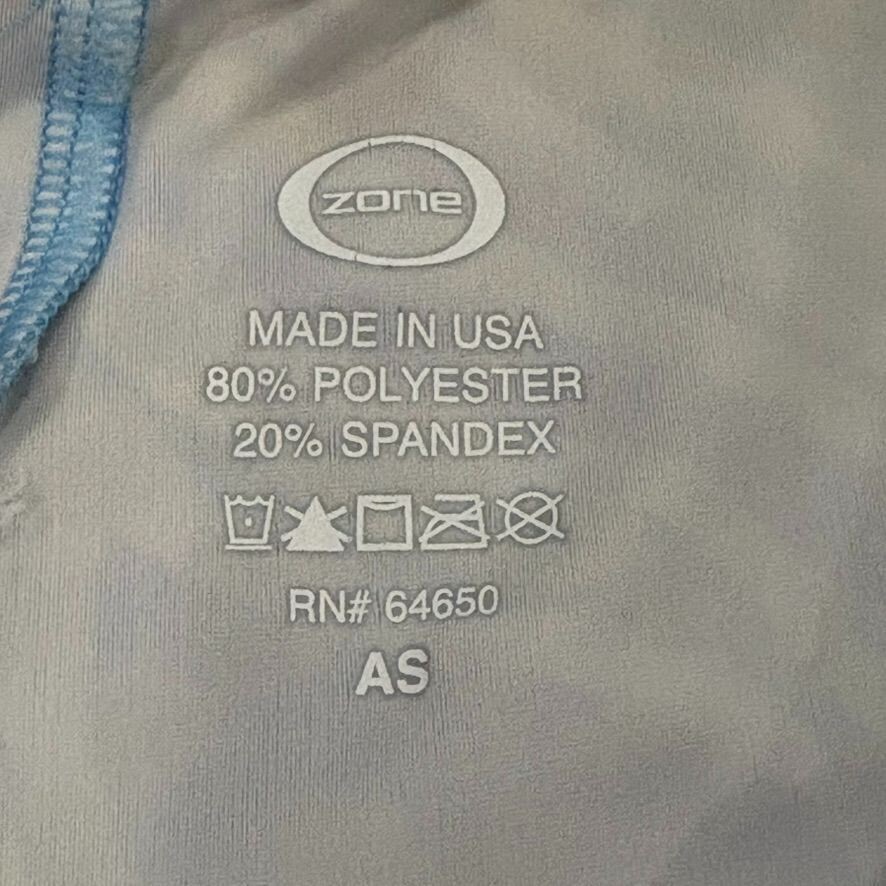 zone
MADE IN USA
80% POLYESTER
20% SPANDEX
RN# 64650
AS